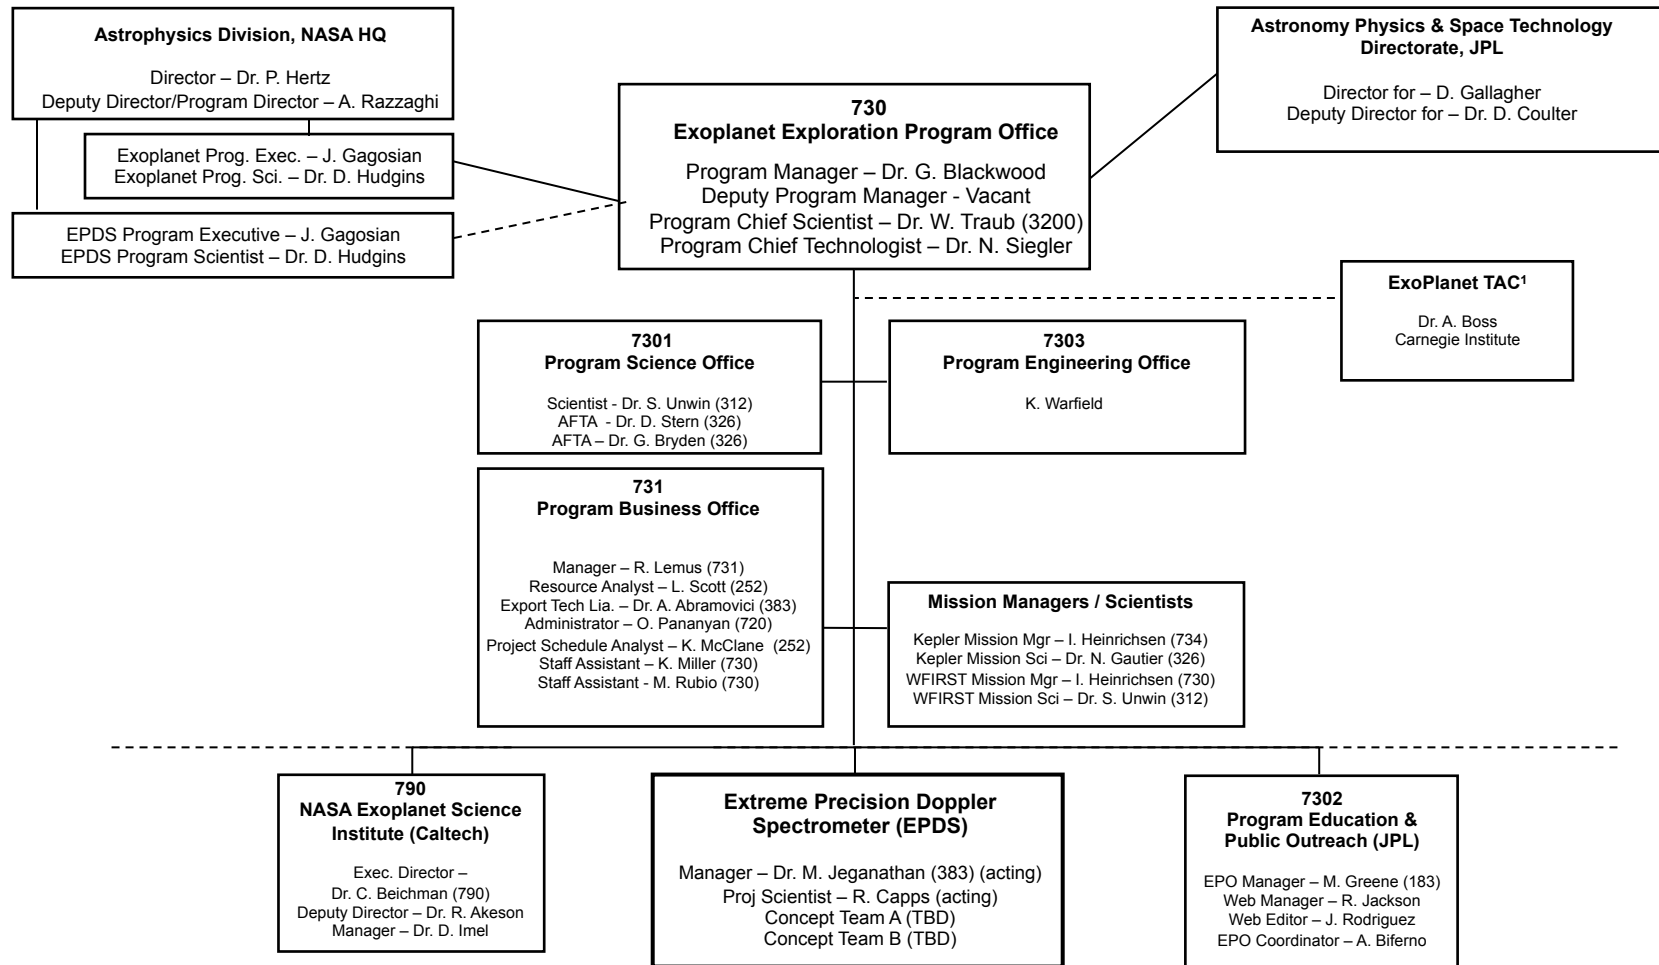 Astrophysics Division, NASA HQ
Director – Dr. P. Hertz
Deputy Director/Program Director – A. Razzaghi
Exoplanet Prog. Exec. – J. Gagosian
Exoplanet Prog. Sci. – Dr. D. Hudgins
EPDS Program Executive – J. Gagosian
EPDS Program Scientist – Dr. D. Hudgins
730
Exoplanet Exploration Program Office
Program Manager – Dr. G. Blackwood
Deputy Program Manager - Vacant
Program Chief Scientist – Dr. W. Traub (3200)
Program Chief Technologist – Dr. N. Siegler
Astronomy Physics & Space Technology
Directorate, JPL
Director for – D. Gallagher
Deputy Director for – Dr. D. Coulter
ExoPlanet TAC¹
Dr. A. Boss
Carnegie Institute
7301
Program Science Office
Scientist - Dr. S. Unwin (312)
AFTA - Dr. D. Stern (326)
AFTA – Dr. G. Bryden (326)
7303
Program Engineering Office
K. Warfield
731
Program Business Office
Manager – R. Lemus (731)
Resource Analyst – L. Scott (252)
Export Tech Lia. – Dr. A. Abramovici (383)
Administrator – O. Pananyan (720)
Project Schedule Analyst – K. McClane (252)
Staff Assistant – K. Miller (730)
Staff Assistant - M. Rubio (730)
Mission Managers / Scientists
Kepler Mission Mgr – I. Heinrichsen (734)
Kepler Mission Sci – Dr. N. Gautier (326)
WFIRST Mission Mgr – I. Heinrichsen (730)
WFIRST Mission Sci – Dr. S. Unwin (312)
790
NASA Exoplanet Science
Institute (Caltech)
Exec. Director –
Dr. C. Beichman (790)
Deputy Director – Dr. R. Akeson
Manager – Dr. D. Imel
Extreme Precision Doppler
Spectrometer (EPDS)
Manager – Dr. M. Jeganathan (383) (acting)
Proj Scientist – R. Capps (acting)
Concept Team A (TBD)
Concept Team B (TBD)
7302
Program Education &
Public Outreach (JPL)
EPO Manager – M. Greene (183)
Web Manager – R. Jackson
Web Editor – J. Rodriguez
EPO Coordinator – A. Biferno